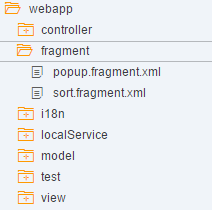 webapp
controller
fragment
popup.fragment.xml
sort.fragment.xml
i18n
localService
model
test
view